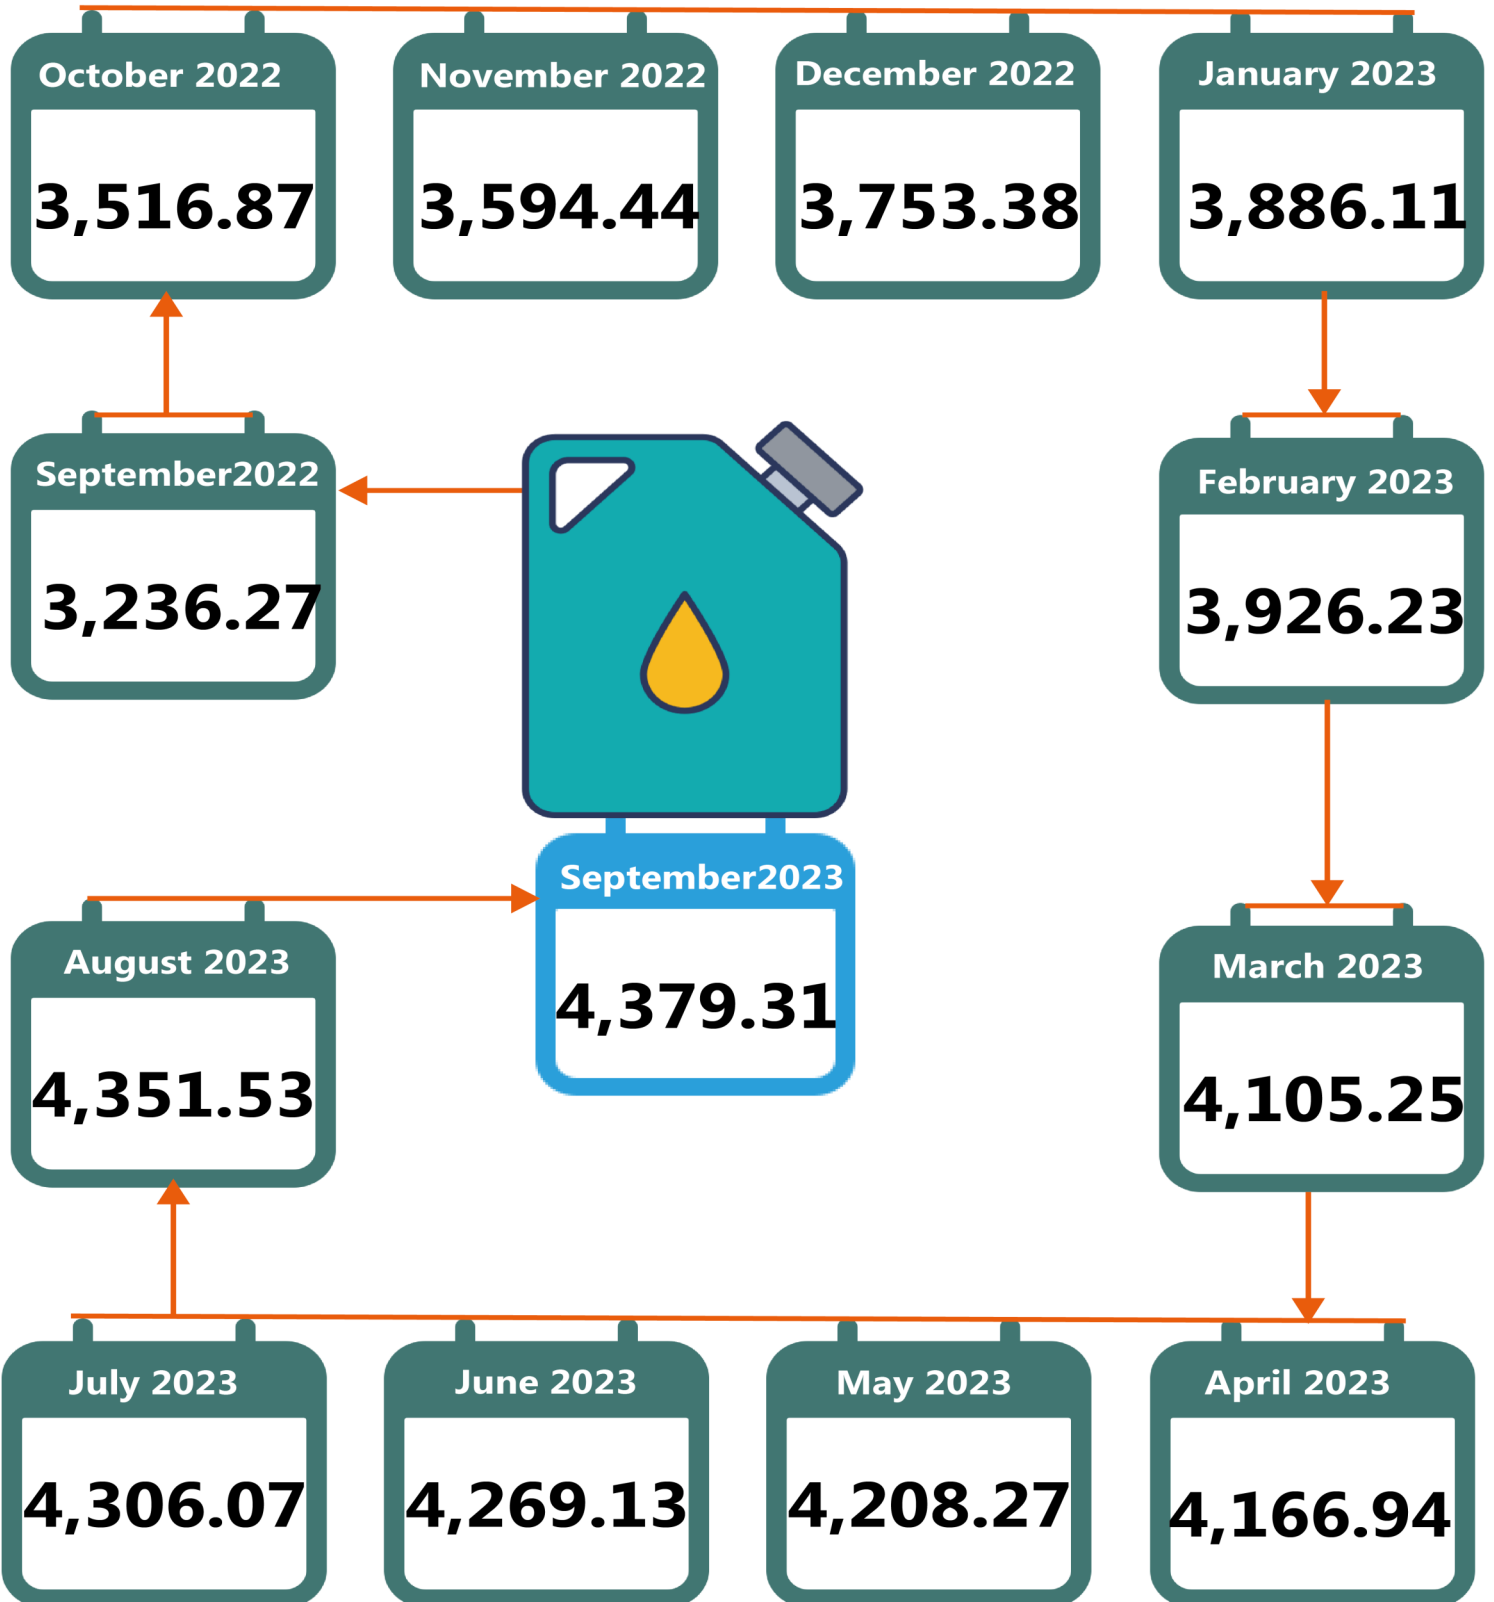 October 2022
3,516.87
November 2022
3,594.44
December 2022
3,753.38
January 2023
3,886.11
September2022
3,236.27
February 2023
3,926.23
September2023
4,379.31
August 2023
4,351.53
March 2023
4,105.25
July 2023
4,306.07
June 2023
4,269.13
May 2023
4,208.27
April 2023
4,166.94